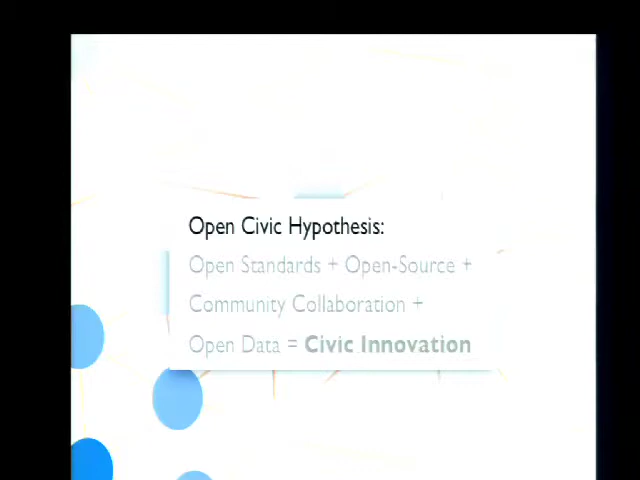 Open Civic Hypothesis:
Open Standards + Open-Source +
Community Collaboration +
Open Data = Civic Innovation